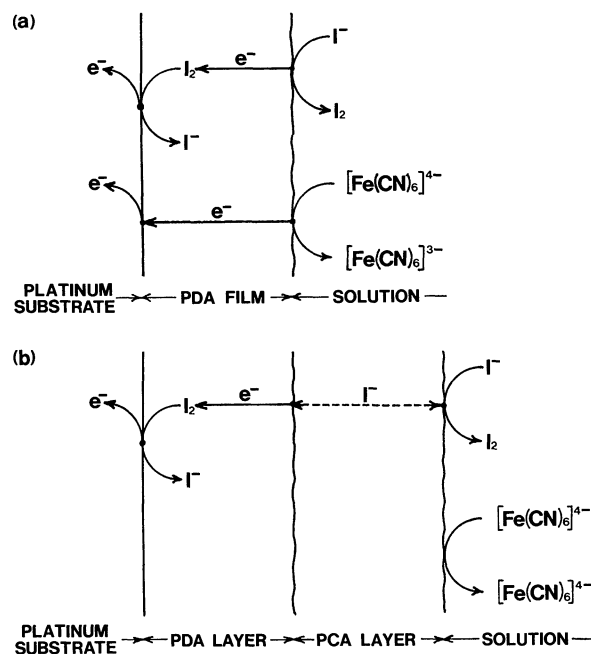 (a)
I⁻
e⁻ I₂ e⁻
I₂
I⁻
e⁻ [Fe(CN)₆]⁴⁻
e⁻
[Fe(CN)₆]³⁻
PLATINUM SUBSTRATE PDA FILM SOLUTION
(b)
I⁻
e⁻ I₂ e⁻ I⁻
I₂
I⁻
[Fe(CN)₆]⁴⁻
[Fe(CN)₆]⁴⁻
PLATINUM SUBSTRATE PDA LAYER PCA LAYER SOLUTION